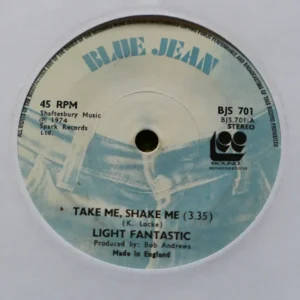 BLUE JEAN
45 RPM
Shaftesbury Music
℗ 1974
Spark Records
Ltd.
BJS 701
BJS.701:A
STEREO
TAKE ME, SHAKE ME (3.35)
(K. Locke)
LIGHT FANTASTIC
Produced by: Bob Andrews
Made in England